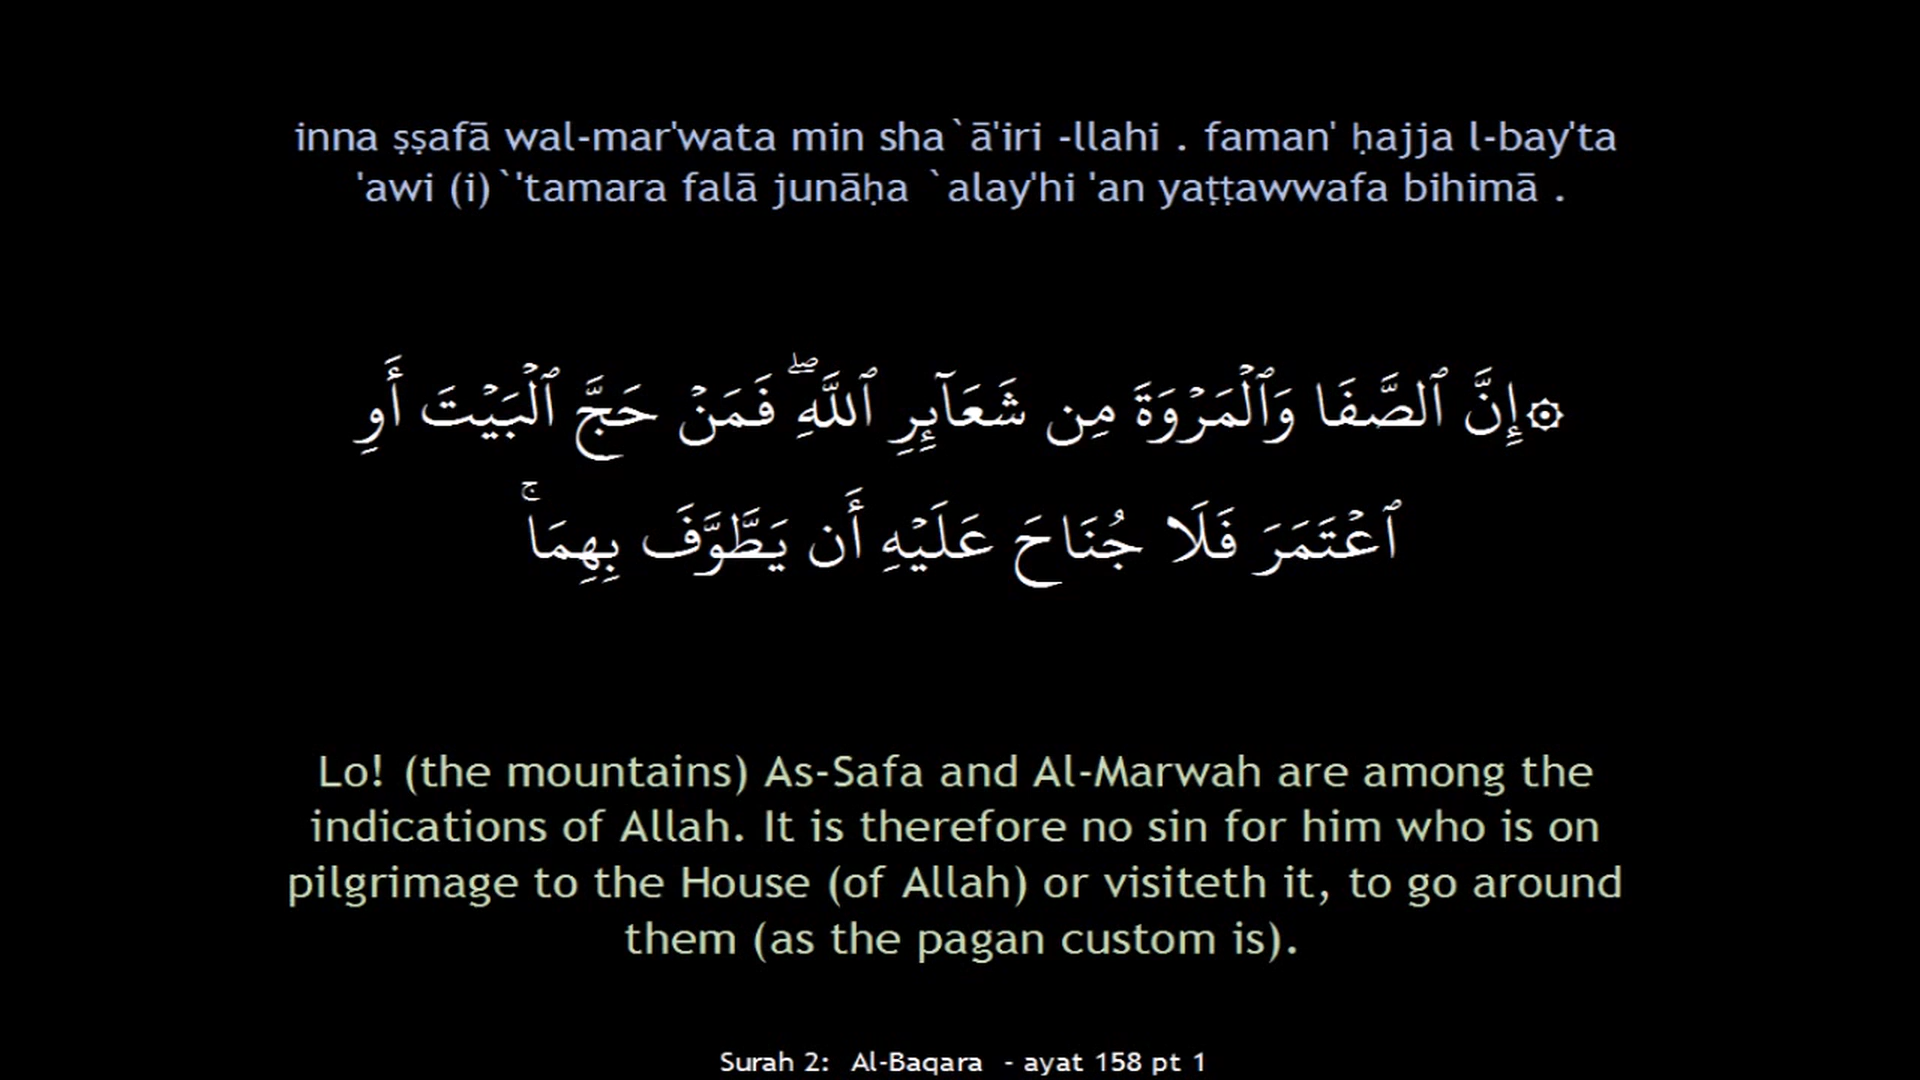 inna ṣṣafā wal-mar'wata min sha`ā'iri -llahi . faman' ḥajja l-bay'ta
'awi (i)`'tamara falā junāḥa `alay'hi 'an yaṭṭawwafa bihimā .
۞إِنَّ ٱلصَّفَا وَٱلْمَرْوَةَ مِن شَعَآئِرِ ٱللَّهِۖ فَمَنْ حَجَّ ٱلْبَيْتَ أَوِ
ٱعْتَمَرَ فَلَا جُنَاحَ عَلَيْهِ أَن يَطَّوَّفَ بِهِمَاۚ
Lo! (the mountains) As-Safa and Al-Marwah are among the
indications of Allah. It is therefore no sin for him who is on
pilgrimage to the House (of Allah) or visiteth it, to go around
them (as the pagan custom is).
Surah 2: Al-Baqara - ayat 158 pt 1